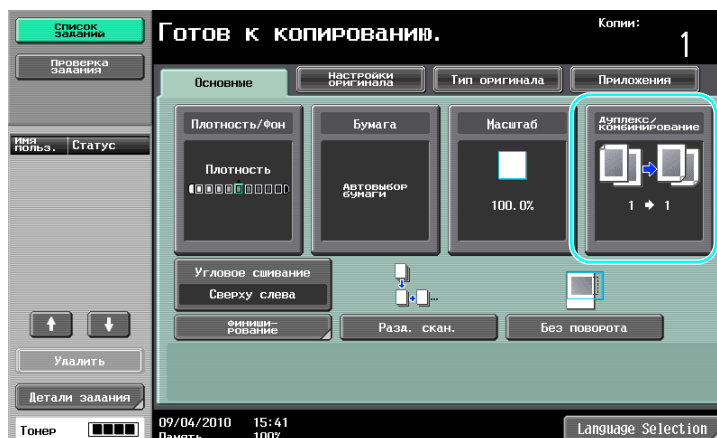 Список
заданий
Готов к копированию.
Копии:
1
Проверка
задания
Основные
Настройки
оригинала
Тип оригинала
Приложения
Имя
польз.
Статус
Плотность/Фон
Бумага
Масштаб
Дуплекс/
комбинирование
Плотность
Автовыбор
бумаги
100.0%
1 → 1
Угловое сшивание
Сверху слева
Финиши-
рование
Разд. скан.
Без поворота
Удалить
Детали задания
Тонер
09/04/2010 15:41
Память 100%
Language Selection